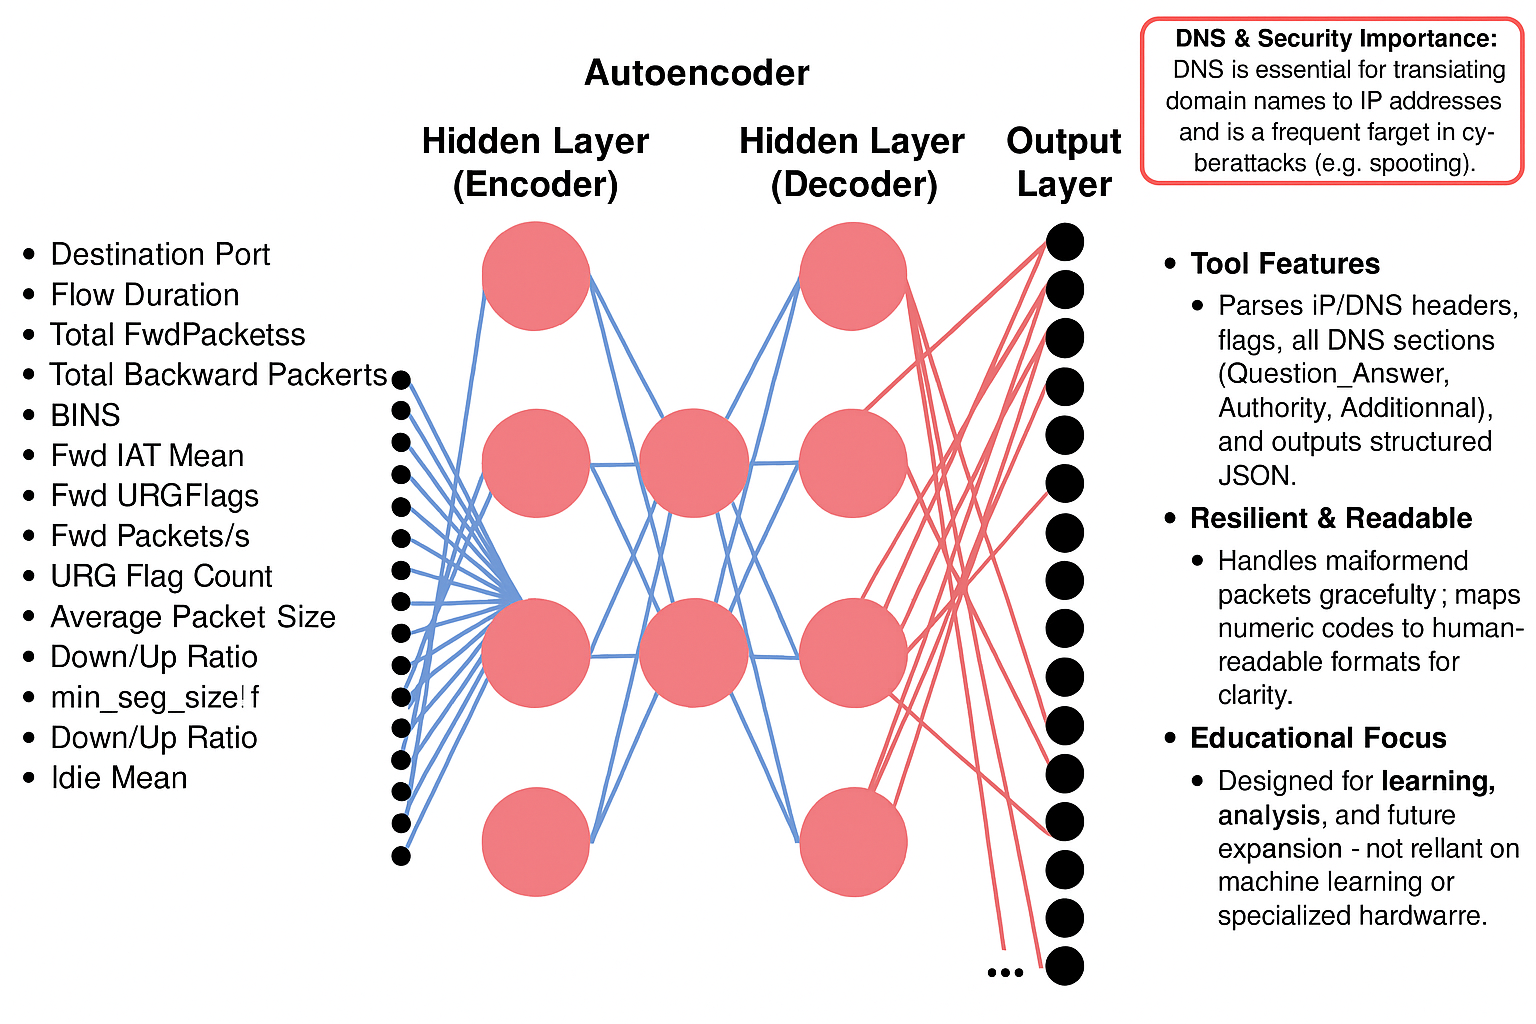 Autoencoder
Hidden Layer
(Encoder)
Hidden Layer
(Decoder)
Output
Layer
DNS & Security Importance:
DNS is essential for transiating
domain names to IP addresses
and is a frequent farget in cy-
berattacks (e.g. spooting).
• Destination Port
• Flow Duration
• Total FwdPacketss
• Total Backward Packerts
• BINS
• Fwd IAT Mean
• Fwd URGFlags
• Fwd Packets/s
• URG Flag Count
• Average Packet Size
• Down/Up Ratio
• min_seg_size!f
• Down/Up Ratio
• Idie Mean
...
• Tool Features
• Parses iP/DNS headers,
flags, all DNS sections
(Question_Answer,
Authority, Additionnal),
and outputs structured
JSON.
• Resilient & Readable
• Handles maiformend
packets gracefulty; maps
numeric codes to human-
readable formats for
clarity.
• Educational Focus
• Designed for learning,
analysis, and future
expansion - not rellant on
machine learning or
specialized hardwarre.